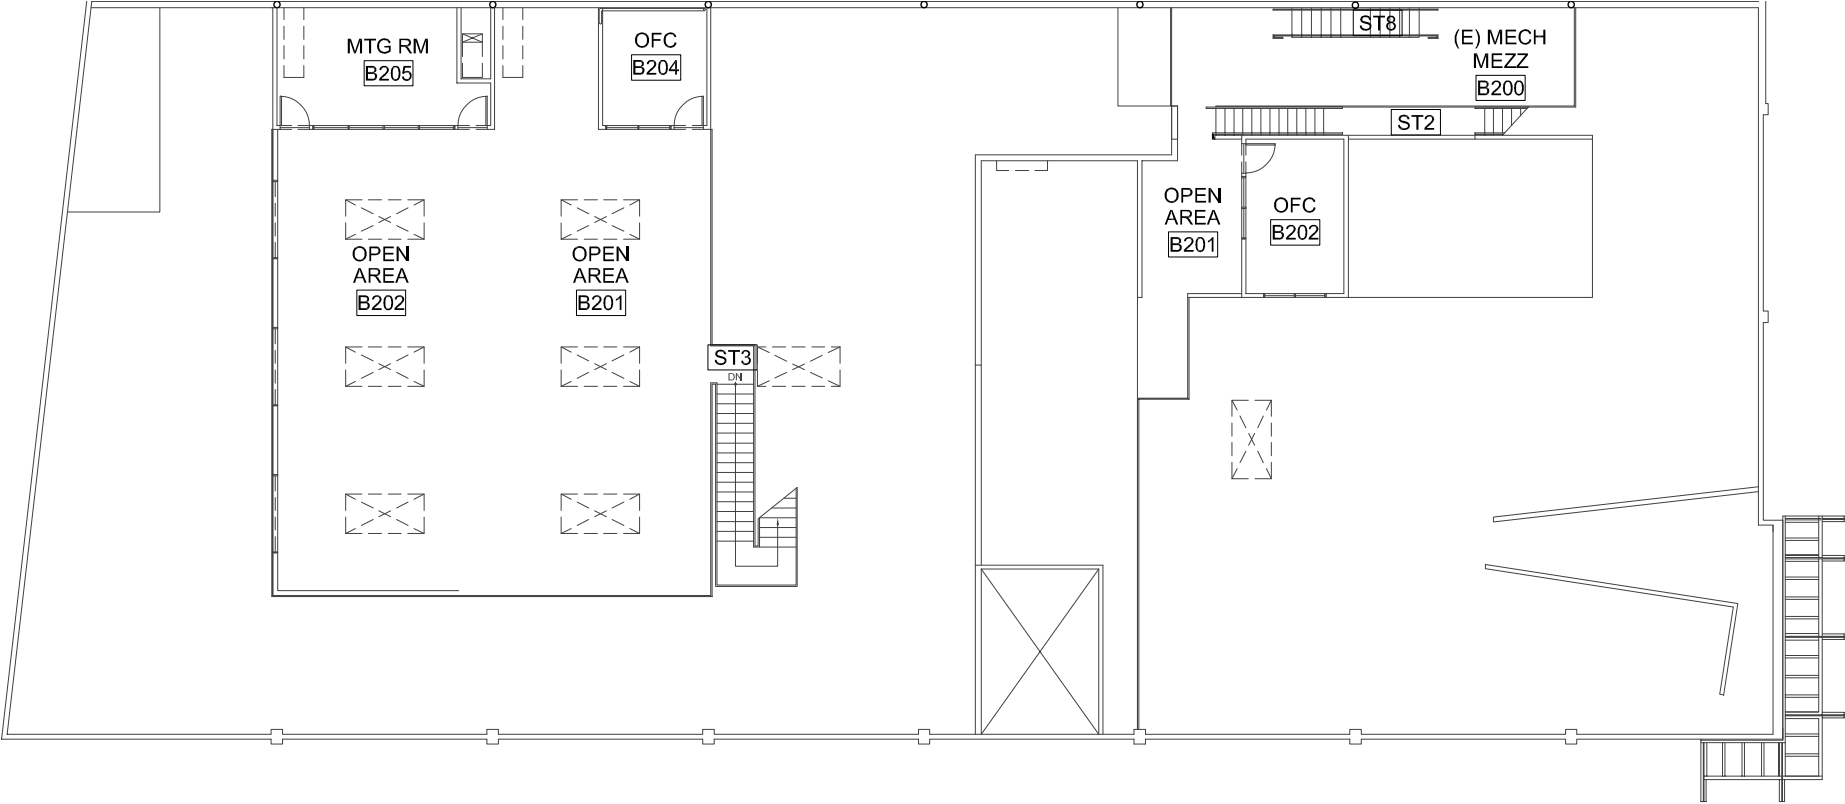 MTG RM
B205
OFC
B204
ST8
(E) MECH
MEZZ
B200
ST2
OPEN
AREA
B201
OFC
B202
OPEN
AREA
B202
OPEN
AREA
B201
ST3
DN